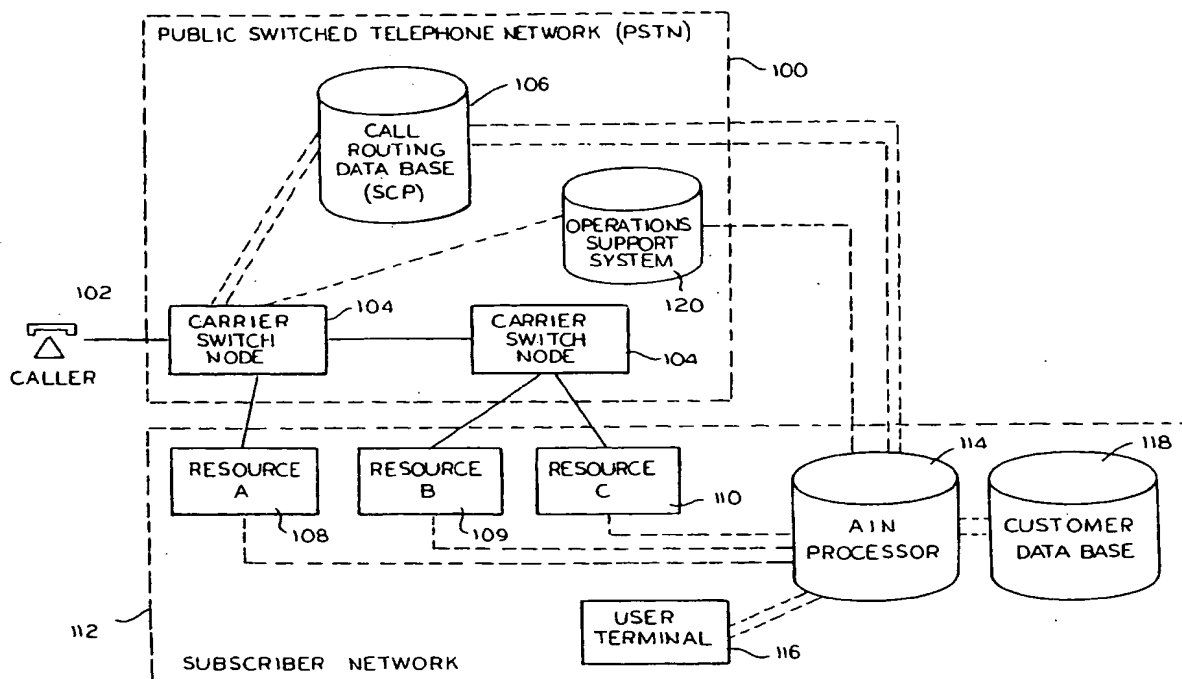 PUBLIC SWITCHED TELEPHONE NETWORK (PSTN)
100
106
CALL
ROUTING
DATA BASE
(SCP)
OPERATIONS
SUPPORT
SYSTEM
120
102
CALLER
CARRIER
SWITCH
NODE
104
CARRIER
SWITCH
NODE
104
RESOURCE
A
108
RESOURCE
B
109
RESOURCE
C
110
114
AIN
PROCESSOR
118
CUSTOMER
DATA BASE
USER
TERMINAL
116
112
SUBSCRIBER NETWORK